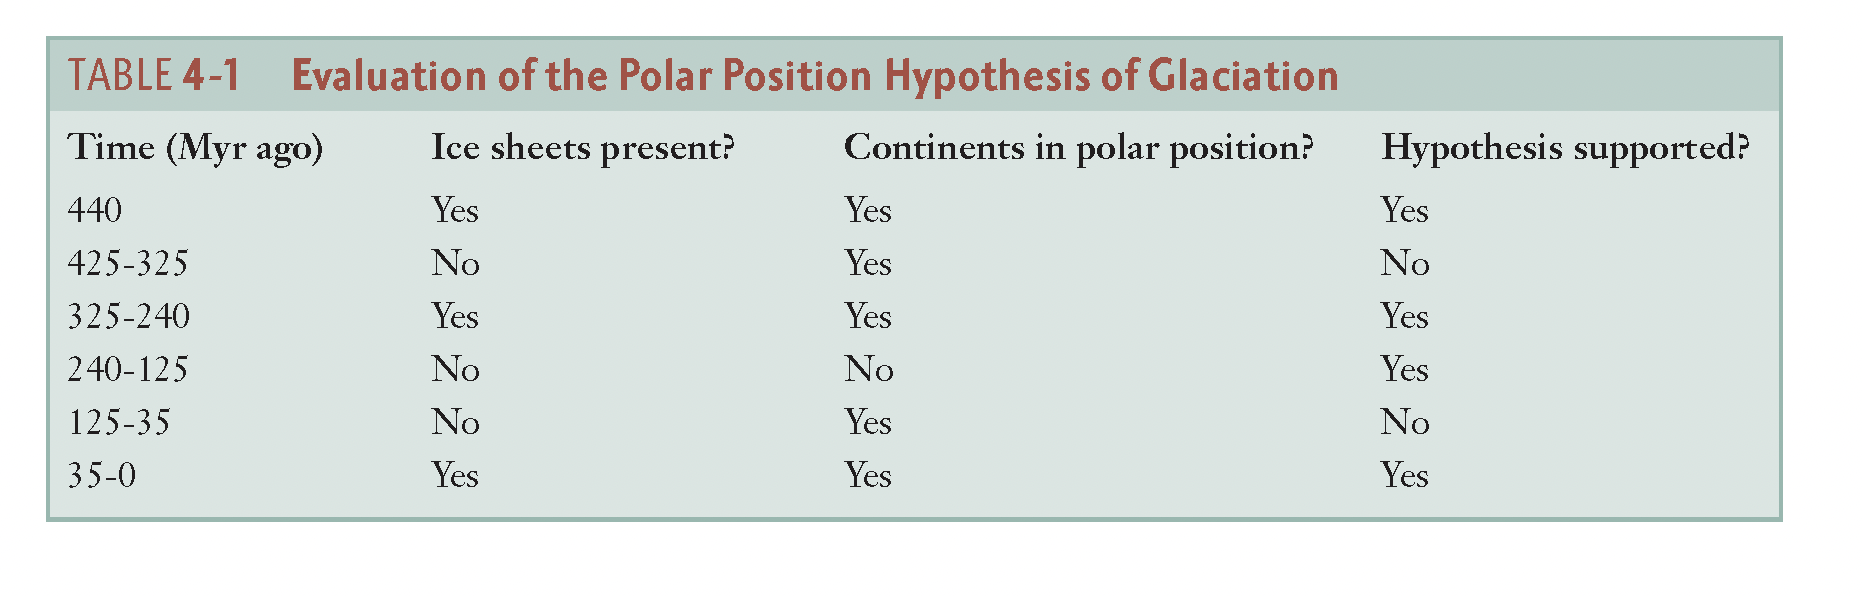 TABLE 4-1 Evaluation of the Polar Position Hypothesis of Glaciation
Time (Myr ago) Ice sheets present? Continents in polar position? Hypothesis supported?
440 Yes Yes Yes
425-325 No Yes No
325-240 Yes Yes Yes
240-125 No No Yes
125-35 No Yes No
35-0 Yes Yes Yes